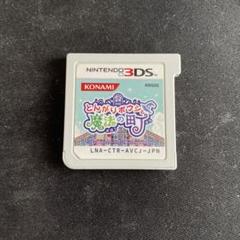 NINTENDO 3DS
KONAMI
とんがりボウシと
魔法の町
LNA-CTR-AVCJ-JPN